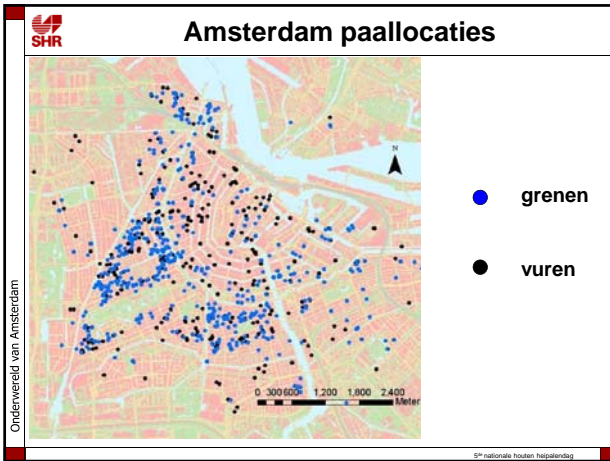 SHR
Amsterdam paallocaties
N
grenen
vuren
0 300600 1,200 1,800 2,400
Meter
Onderwereld van Amsterdam
5de nationale houten heipalendag